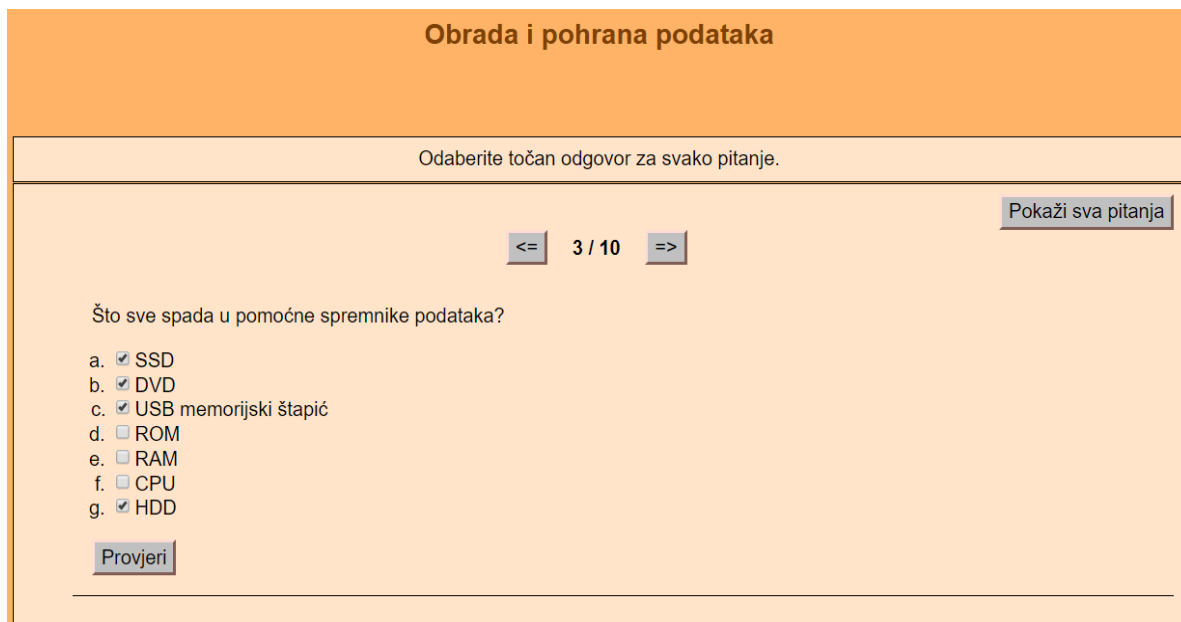 Obrada i pohrana podataka
Odaberite točan odgovor za svako pitanje.
Pokaži sva pitanja
<= 3 / 10 =>
Što sve spada u pomoćne spremnike podataka?
a. SSD
b. DVD
c. USB memorijski štapić
d. ROM
e. RAM
f. CPU
g. HDD
Provjeri